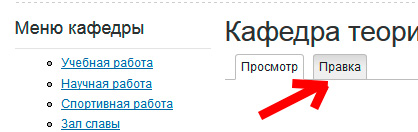 Меню кафедры
Учебная работа
Научная работа
Спортивная работа
Зал славы
Кафедра теори
Просмотр
Правка